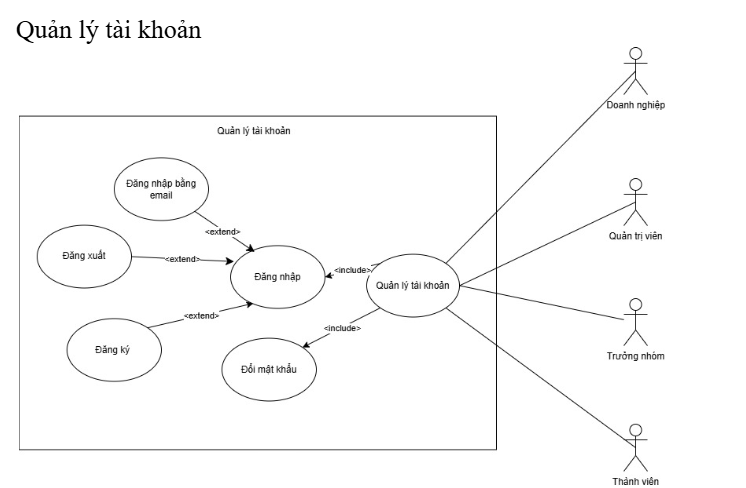 Quản lý tài khoản
Doanh nghiệp
Quản lý tài khoản
Đăng nhập bằng
email
<extend>
Quản trị viên
Đăng xuất
<extend>
Đăng nhập
<include>
Quản lý tài khoản
<extend>
<include>
Đăng ký
Đổi mật khẩu
Trưởng nhóm
Thành viên